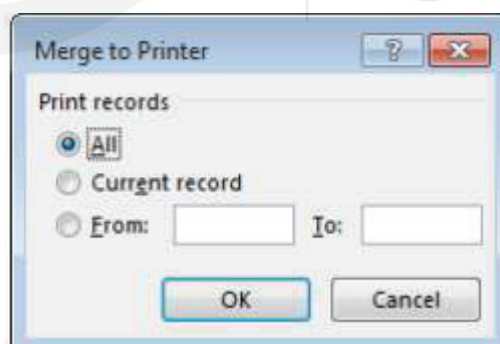 Merge to Printer
Print records
All
Current record
From: To:
OK Cancel